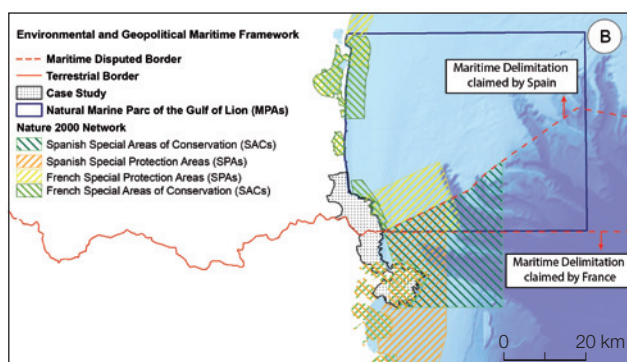 Environmental and Geopolitical Maritime Framework
Maritime Disputed Border
Terrestrial Border
Case Study
Natural Marine Parc of the Gulf of Lion (MPAs)
Nature 2000 Network
Spanish Special Areas of Conservation (SACs)
Spanish Special Protection Areas (SPAs)
French Special Protection Areas (SPAs)
French Special Areas of Conservation (SACs)
B
Maritime Delimitation
claimed by Spain
Maritime Delimitation
claimed by France
0 20 km